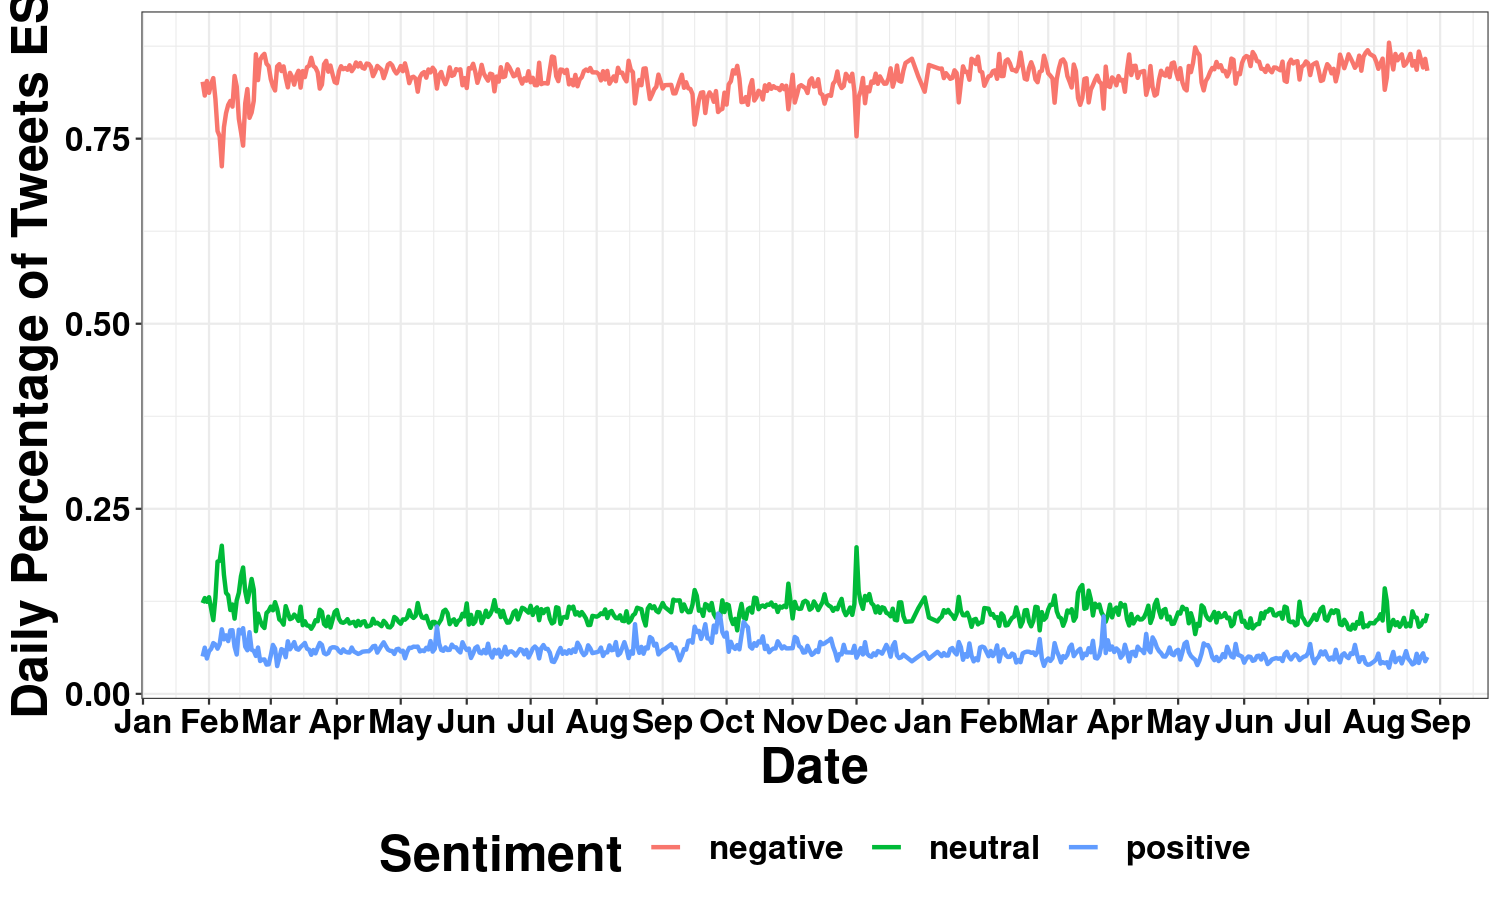 Daily Percentage of Tweets ES
0.75
0.50
0.25
0.00
Jan Feb Mar Apr May Jun Jul Aug Sep Oct Nov Dec Jan Feb Mar Apr May Jun Jul Aug Sep
Date
Sentiment negative neutral positive